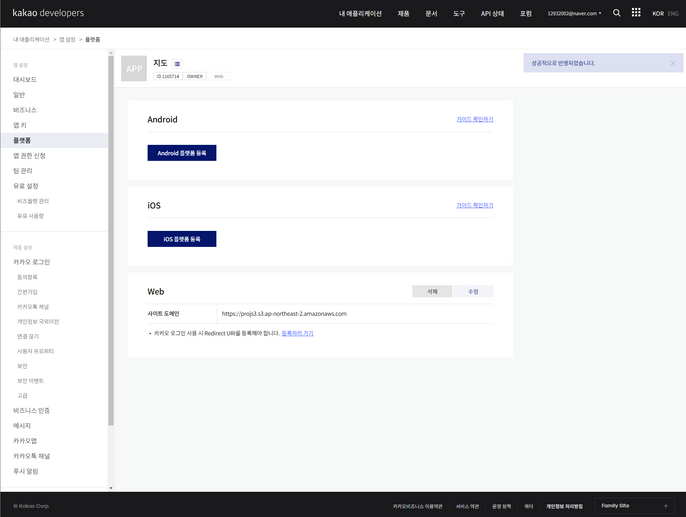 kakao developers
내 애플리케이션 제품 문서 도구 API 상태 포럼 12932002@naver.com KOR ENG
내 애플리케이션 > 앱 설정 > 플랫폼
앱 설정
대시보드
일반
비즈니스
앱 키
플랫폼
앱 권한 신청
팀 관리
유료 설정
비즈월렛 관리
유료 사용량
제품 설정
카카오 로그인
동의항목
간편가입
카카오톡 채널
개인정보 국외이전
연결 끊기
사용자 프로퍼티
보안
보안 이벤트
고급
비즈니스 인증
메시지
카카오맵
카카오톡 채널
푸시 알림
APP
지도
ID 1105714 OWNER Web
성공적으로 반영되었습니다.
Android 가이드 확인하기
Android 플랫폼 등록
iOS 가이드 확인하기
iOS 플랫폼 등록
Web 삭제 수정
사이트 도메인 https://projs3.s3.ap-northeast-2.amazonaws.com
• 카카오 로그인 사용 시 Redirect URI를 등록해야 합니다. 등록하러 가기
© Kakao Corp. 카카오비즈니스 이용약관 서비스 약관 운영 정책 쿼터 개인정보 처리방침 Family Site +